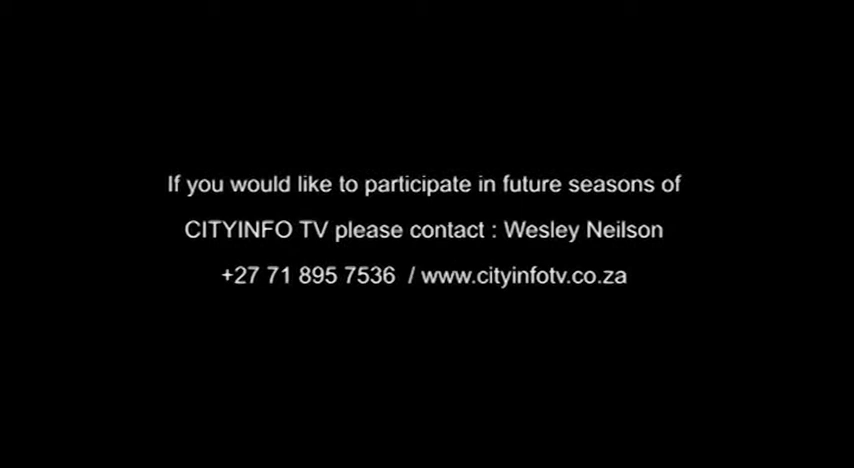 If you would like to participate in future seasons of
CITYINFO TV please contact : Wesley Neilson
+27 71 895 7536 / www.cityinfotv.co.za